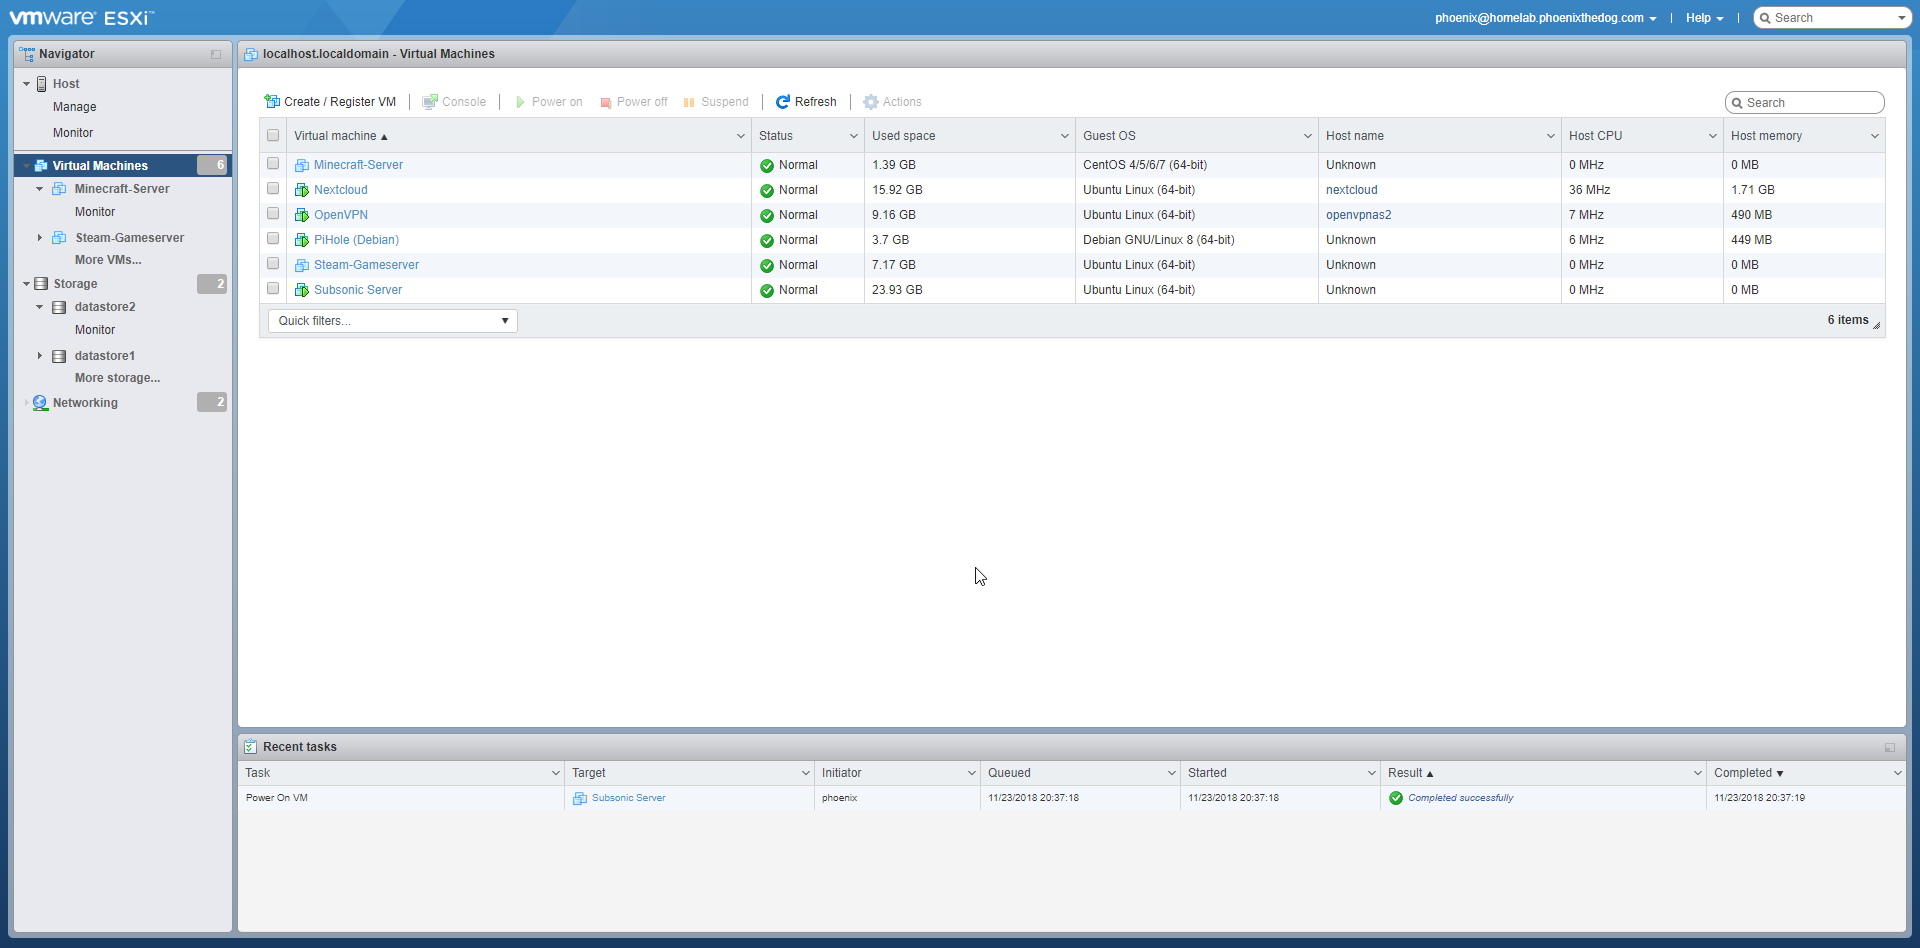 vmware ESXi™
phoenix@homelab.phoenixthedog.com | Help | Search
Navigator
Host
Manage
Monitor
Virtual Machines 6
Minecraft-Server
Monitor
Steam-Gameserver
More VMs...
Storage 2
datastore2
Monitor
datastore1
More storage...
Networking 2
localhost.localdomain - Virtual Machines
Create / Register VM | Console | Power on Power off Suspend | Refresh | Actions Search
Virtual machine ▲ Status Used space Guest OS Host name Host CPU Host memory
Minecraft-Server Normal 1.39 GB CentOS 4/5/6/7 (64-bit) Unknown 0 MHz 0 MB
Nextcloud Normal 15.92 GB Ubuntu Linux (64-bit) nextcloud 36 MHz 1.71 GB
OpenVPN Normal 9.16 GB Ubuntu Linux (64-bit) openvpnas2 7 MHz 490 MB
PiHole (Debian) Normal 3.7 GB Debian GNU/Linux 8 (64-bit) Unknown 6 MHz 449 MB
Steam-Gameserver Normal 7.17 GB Ubuntu Linux (64-bit) Unknown 0 MHz 0 MB
Subsonic Server Normal 23.93 GB Ubuntu Linux (64-bit) Unknown 0 MHz 0 MB
Quick filters... 6 items
Recent tasks
Task Target Initiator Queued Started Result ▲ Completed ▼
Power On VM Subsonic Server phoenix 11/23/2018 20:37:18 11/23/2018 20:37:18 Completed successfully 11/23/2018 20:37:19